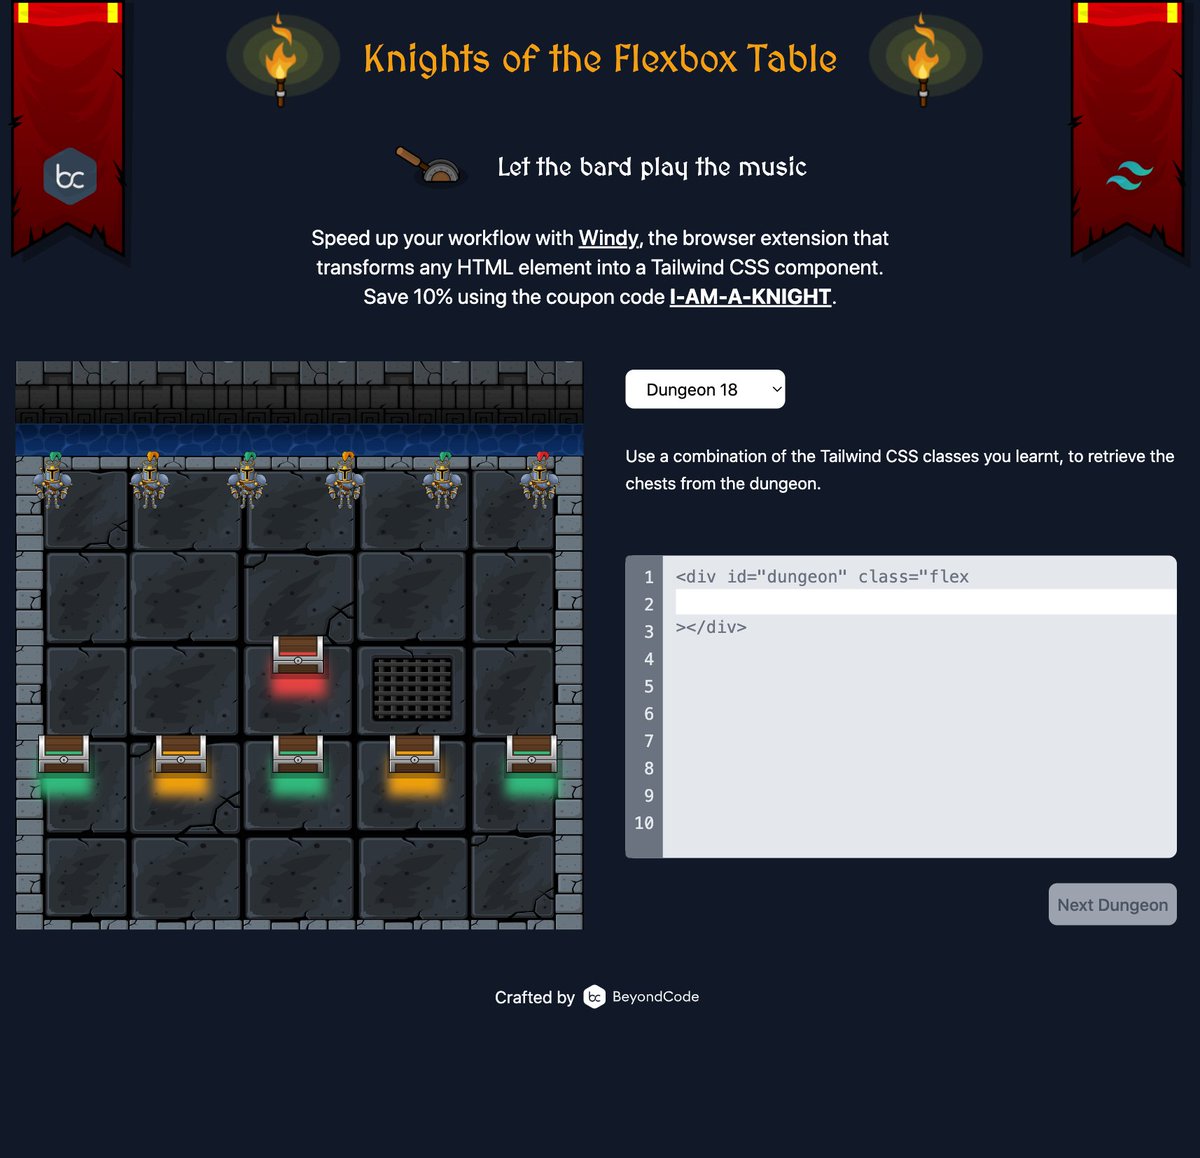 Knights of the Flexbox Table
bc
Let the bard play the music
Speed up your workflow with Windy, the browser extension that
transforms any HTML element into a Tailwind CSS component.
Save 10% using the coupon code I-AM-A-KNIGHT.
Dungeon 18
Use a combination of the Tailwind CSS classes you learnt, to retrieve the
chests from the dungeon.
1 <div id="dungeon" class="flex
2
3 ></div>
4
5
6
7
8
9
10
Next Dungeon
Crafted by bc BeyondCode